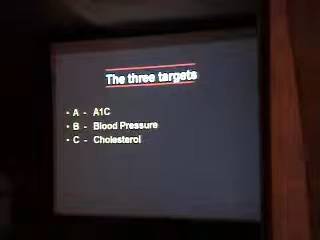 The three targets
• A - A1C
• B - Blood Pressure
• C - Cholesterol